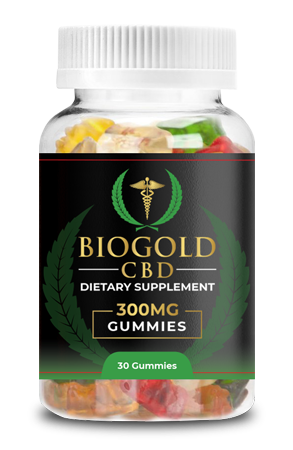 BIOGOLD
CBD
DIETARY SUPPLEMENT
300MG
GUMMIES
30 Gummies